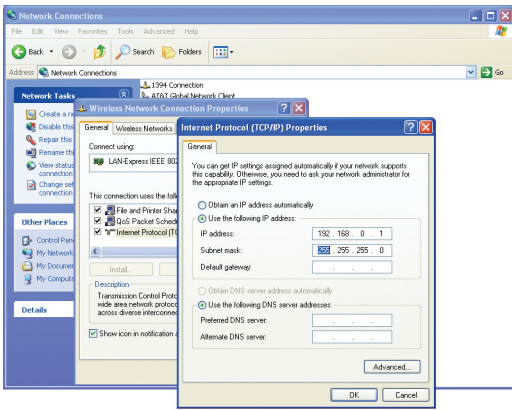 Network Connections
File Edit View Favorites Tools Advanced Help
Back Search Folders
Address Network Connections Go
Network Tasks
Create a
Disable this
Repair this
Rename this
View status
connection
Change set
connection
Other Places
Control Pane
My Network
My Documen
My Compute
Details
1394 Connection
AT&T Global Network Client
Wireless Network Connection Properties
General Wireless Networks
Connect using:
LAN-Express IEEE 802
This connection uses the foll
File and Printer Shar
QoS Packet Sched
Internet Protocol (TC
Install...
Description
Transmission Control Proto
wide area network protoco
across diverse interconnec
Show icon in notification a
Internet Protocol (TCP/IP) Properties
General
You can get IP settings assigned automatically if your network supports
this capability. Otherwise, you need to ask your network administrator for
the appropriate IP settings.
Obtain an IP address automatically
Use the following IP address:
IP address: 192 . 168 . 0 . 1
Subnet mask: 255 . 255 . 255 . 0
Default gateway: . . .
Obtain DNS server address automatically
Use the following DNS server addresses:
Preferred DNS server: . . .
Alternate DNS server: . . .
Advanced...
OK Cancel